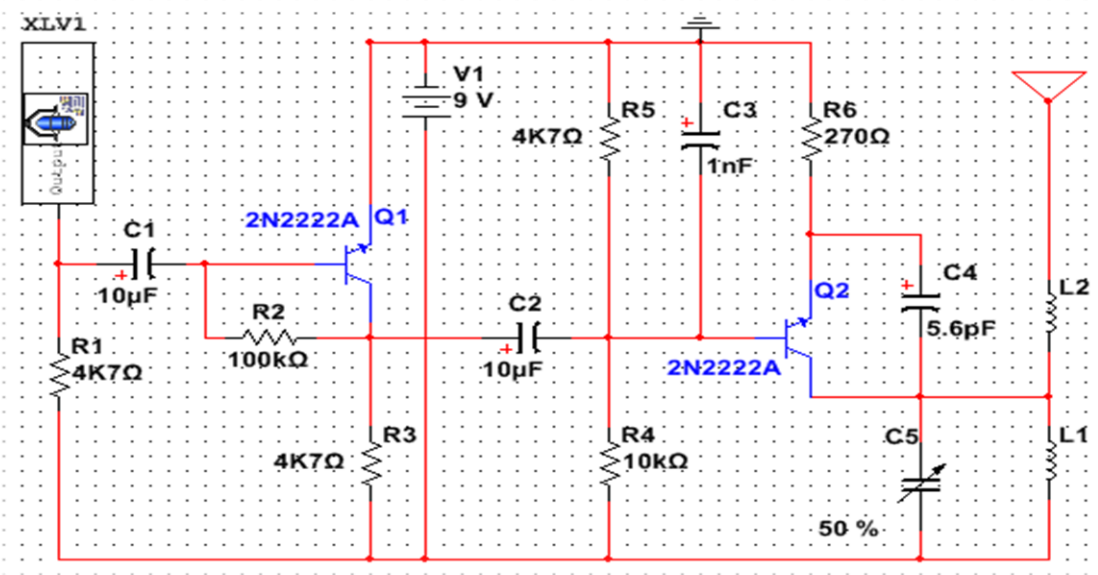 XLV1
V1
9 V
R5
4K7Ω
C3
1nF
R6
270Ω
Output
2N2222A
Q1
C1
10µF
R2
100kΩ
C2
10µF
Q2
2N2222A
C4
5.6pF
L2
R1
4K7Ω
R3
4K7Ω
R4
10kΩ
C5
50 %
L1